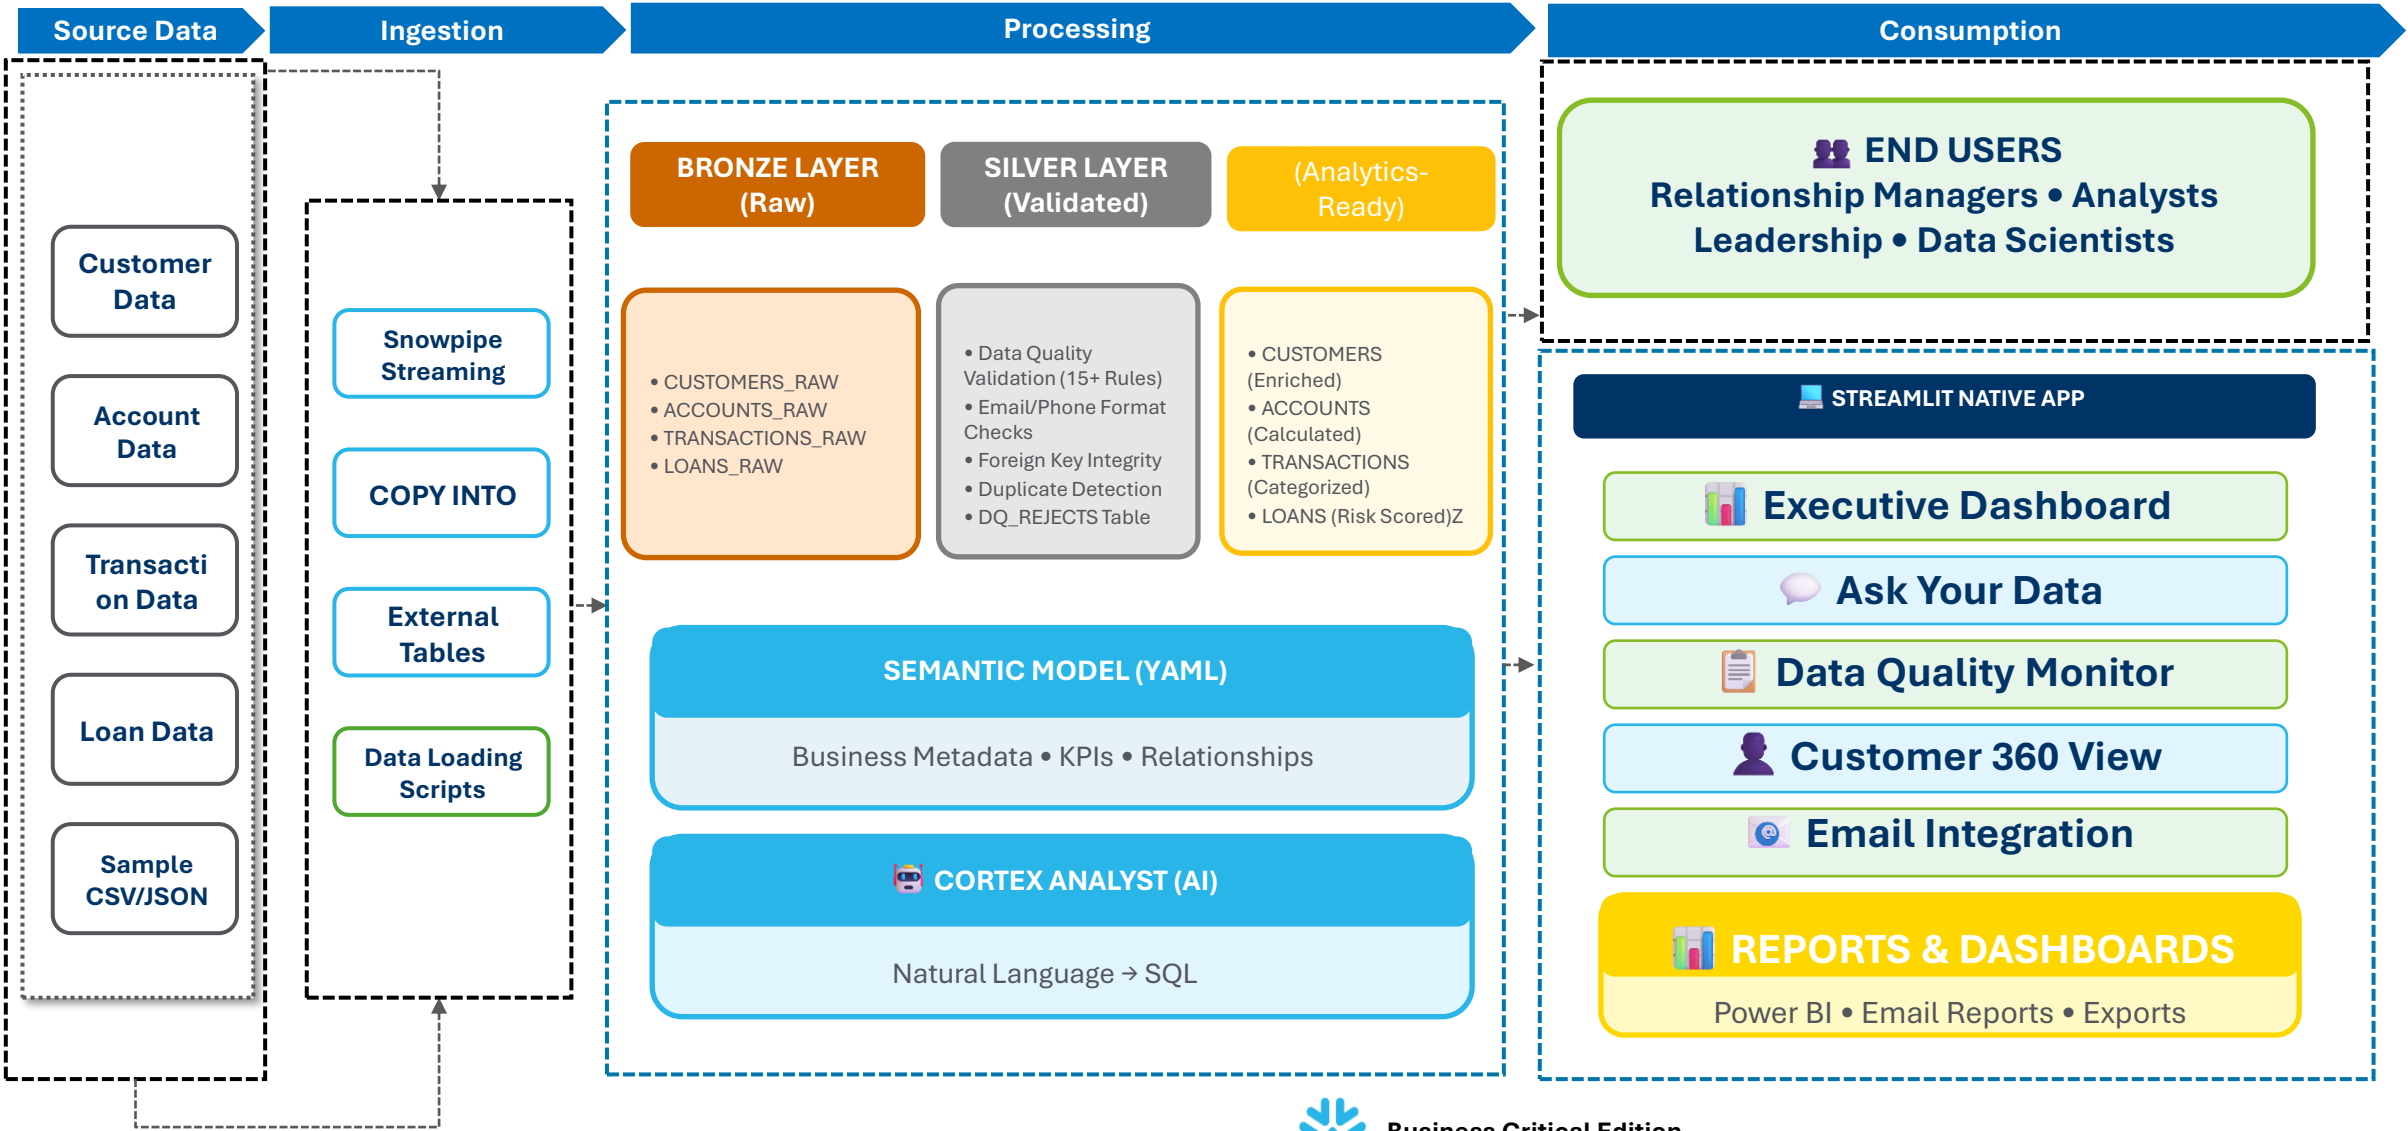 Source Data
Ingestion
Processing
Consumption
Customer
Data
Account
Data
Transacti
on Data
Loan Data
Sample
CSV/JSON
Snowpipe
Streaming
COPY INTO
External
Tables
Data Loading
Scripts
BRONZE LAYER
(Raw)
SILVER LAYER
(Validated)
(Analytics-
Ready)
• CUSTOMERS_RAW
• ACCOUNTS_RAW
• TRANSACTIONS_RAW
• LOANS_RAW
• Data Quality
Validation (15+ Rules)
• Email/Phone Format
Checks
• Foreign Key Integrity
• Duplicate Detection
• DQ_REJECTS Table
• CUSTOMERS
(Enriched)
• ACCOUNTS
(Calculated)
• TRANSACTIONS
(Categorized)
• LOANS (Risk Scored)Z
SEMANTIC MODEL (YAML)
Business Metadata • KPIs • Relationships
CORTEX ANALYST (AI)
Natural Language → SQL
END USERS
Relationship Managers • Analysts
Leadership • Data Scientists
STREAMLIT NATIVE APP
Executive Dashboard
Ask Your Data
Data Quality Monitor
Customer 360 View
Email Integration
REPORTS & DASHBOARDS
Power BI • Email Reports • Exports
Business Critical Edition